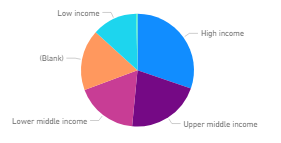 Low income
High income
(Blank)
Lower middle income
Upper middle income